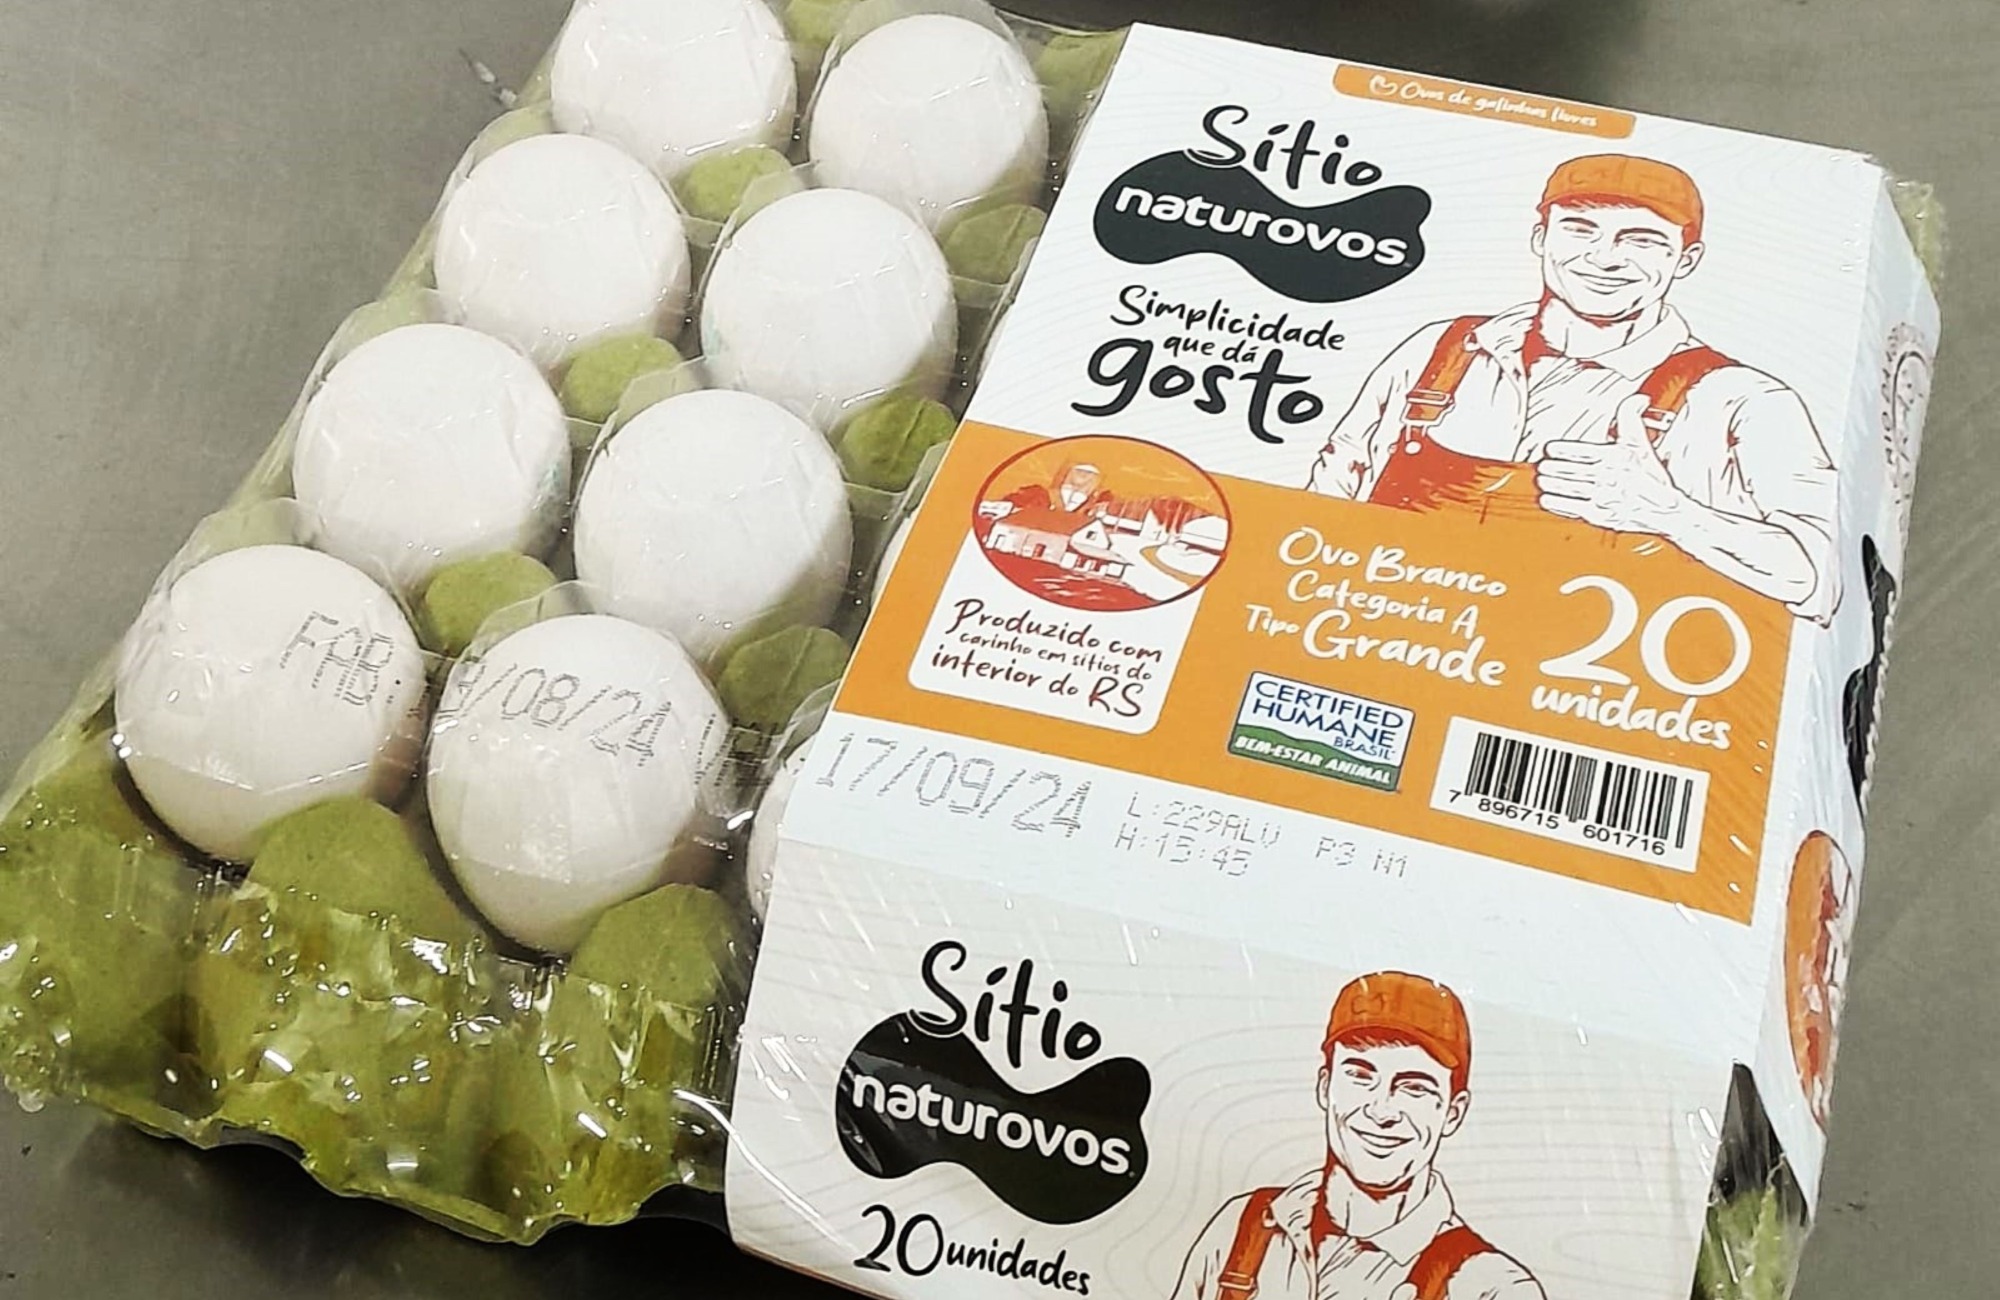 Ovos de galinhas livres
Sítio
naturovos
Simplicidade
que dá
gosto
Produzido com
carinho em sítios do
interior do RS
Ovo Branco
Categoria A
Tipo Grande
20
unidades
CERTIFIED
HUMANE
BRASIL
BEM-ESTAR ANIMAL
7 896715 601716
FAB
/08/24
17/09/24
L:229ALV P3 N1
H:15:45
Sítio
naturovos
20 unidades